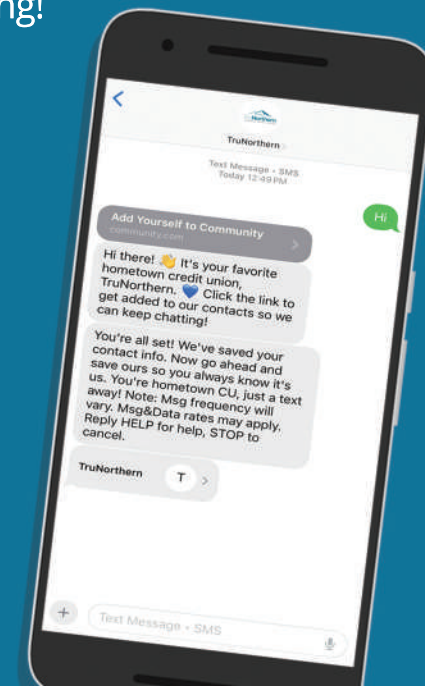 ng!
Northern
TruNorthern
Text Message • SMS
Today 12:49 PM
Hi
Add Yourself to Community
community.com
Hi there! 👋 It's your favorite
hometown credit union,
TruNorthern. 💙 Click the link to
get added to our contacts so we
can keep chatting!
You're all set! We've saved your
contact info. Now go ahead and
save ours so you always know it's
us. You're hometown CU, just a text
away! Note: Msg frequency will
vary. Msg&Data rates may apply.
Reply HELP for help, STOP to
cancel.
TruNorthern
T
Text Message • SMS